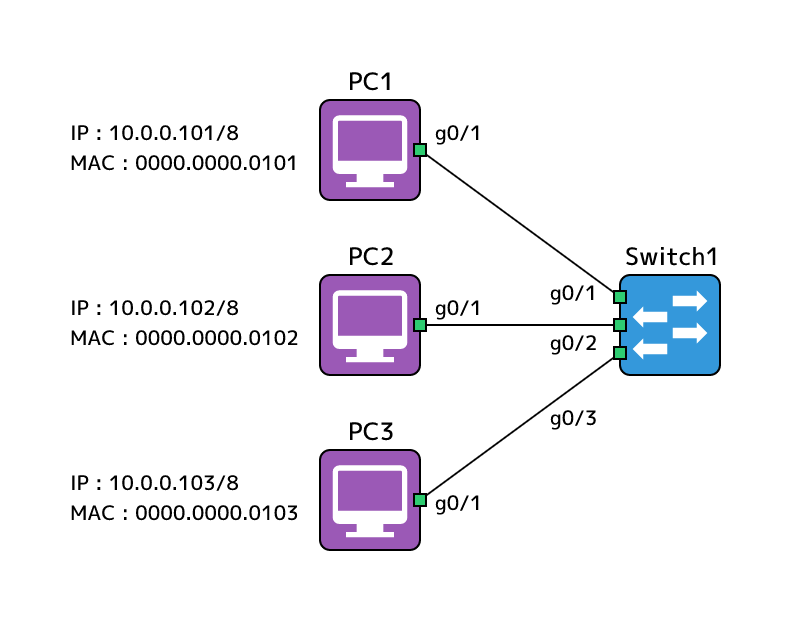 PC1
IP : 10.0.0.101/8
MAC : 0000.0000.0101
g0/1
PC2
IP : 10.0.0.102/8
MAC : 0000.0000.0102
g0/1
PC3
IP : 10.0.0.103/8
MAC : 0000.0000.0103
g0/1
Switch1
g0/1
g0/2
g0/3